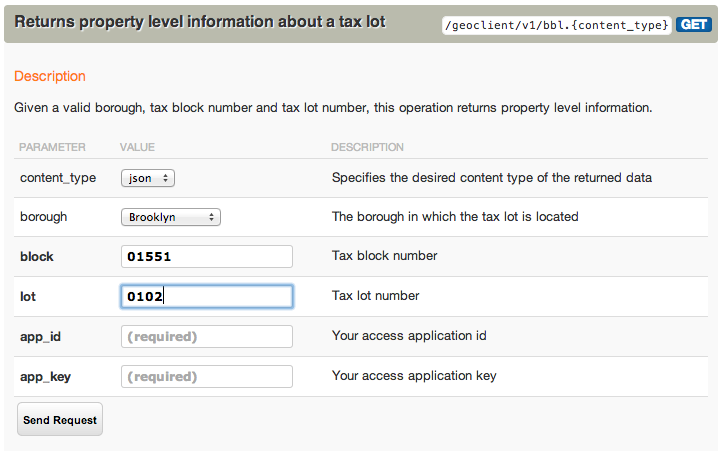 Returns property level information about a tax lot /geoclient/v1/bbl.{content_type} GET
Description
Given a valid borough, tax block number and tax lot number, this operation returns property level information.
PARAMETER VALUE DESCRIPTION
content_type json Specifies the desired content type of the returned data
borough Brooklyn The borough in which the tax lot is located
block 01551 Tax block number
lot 0102 Tax lot number
app_id (required) Your access application id
app_key (required) Your access application key
Send Request